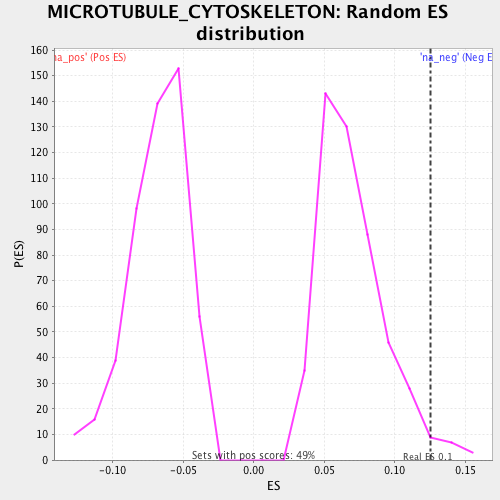 MICROTUBULE_CYTOSKELETON: Random ES
distribution
'na_pos' (Pos ES)
'na_neg' (Neg E
160
150
140
130
120
110
100
90
80
70
60
50
40
30
20
10
0
P(ES)
Sets with pos scores: 49%
Real ES 0.1
-0.10
-0.05
0.00
0.05
0.10
0.15
ES